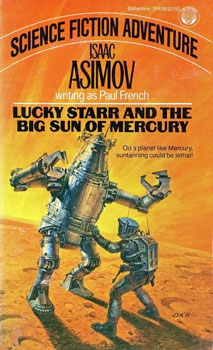 Ballantine
SCIENCE FICTION ADVENTURE
ISAAC
ASIMOV
writing as Paul French
LUCKY STARR AND THE
BIG SUN OF MERCURY
On a planet like Mercury,
suntanning could be lethal!